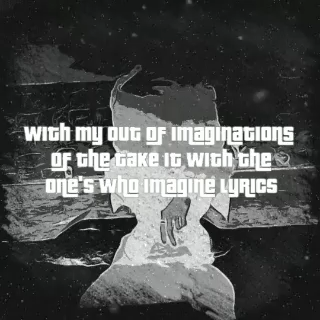 With my out of imaginations
of the take it with the
one's who imagine lyrics